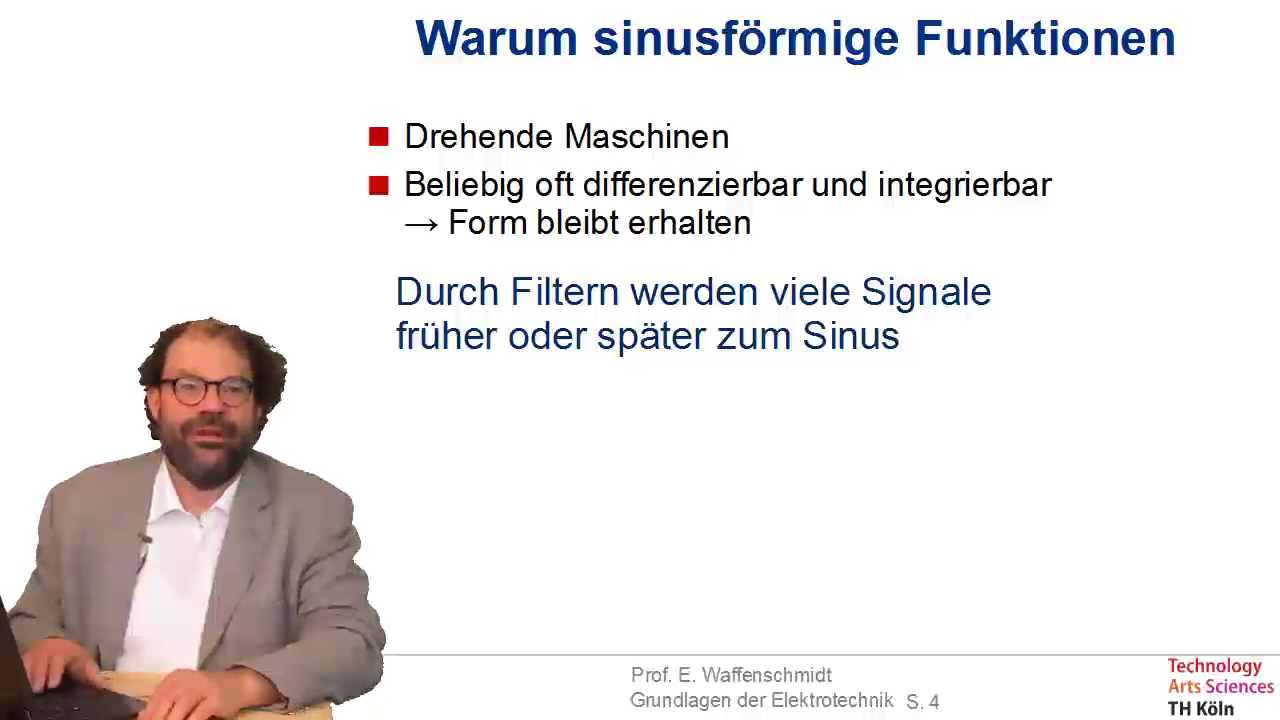 Warum sinusförmige Funktionen
Drehende Maschinen
Beliebig oft differenzierbar und integrierbar
→ Form bleibt erhalten
Durch Filtern werden viele Signale
früher oder später zum Sinus
Prof. E. Waffenschmidt
Grundlagen der Elektrotechnik S. 4
Technology
Arts Sciences
TH Köln